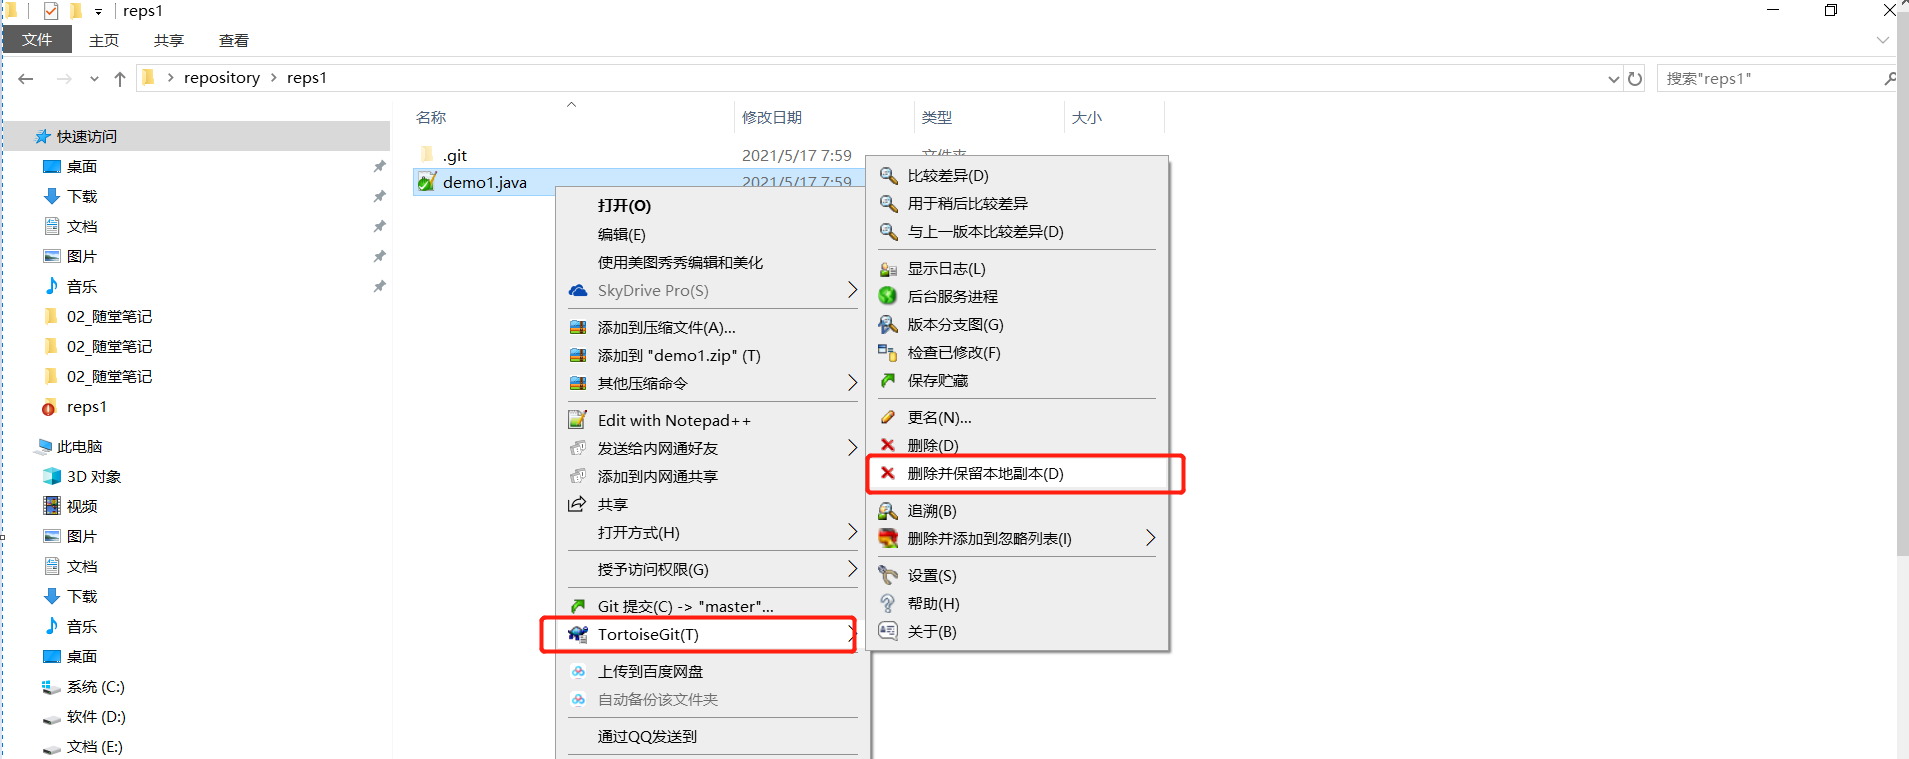 reps1
文件
主页
共享
查看
repository
reps1
搜索"reps1"
名称
修改日期
类型
大小
.git
2021/5/17 7:59
demo1.java
2021/5/17 7:59
快速访问
桌面
下载
文档
图片
音乐
02_随堂笔记
02_随堂笔记
02_随堂笔记
reps1
此电脑
3D 对象
视频
图片
文档
下载
音乐
桌面
系统 (C:)
软件 (D:)
文档 (E:)
打开(O)
编辑(E)
使用美图秀秀编辑和美化
SkyDrive Pro(S)
添加到压缩文件(A)...
添加到 "demo1.zip" (T)
其他压缩命令
Edit with Notepad++
发送给内网通好友
添加到内网通共享
共享
打开方式(H)
授予访问权限(G)
Git 提交(C) -> "master"...
TortoiseGit(T)
上传到百度网盘
自动备份该文件夹
通过QQ发送到
比较差异(D)
用于稍后比较差异
与上一版本比较差异(D)
显示日志(L)
后台服务进程
版本分支图(G)
检查已修改(F)
保存贮藏
更名(N)...
删除(D)
删除并保留本地副本(D)
追溯(B)
删除并添加到忽略列表(I)
设置(S)
帮助(H)
关于(B)